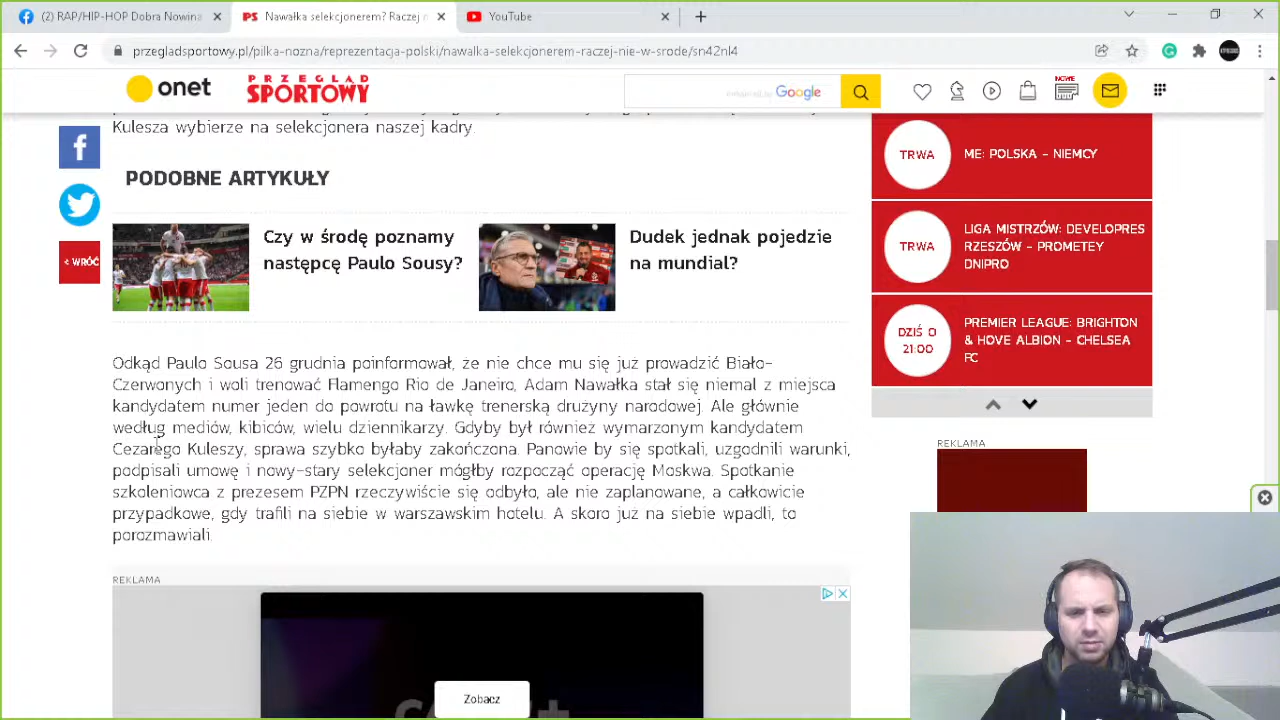 (2) RAP/HIP-HOP Dobra Nowina
Nawałka selekcjonerem? Raczej n
YouTube
przegladsportowy.pl/pilka-nozna/reprezentacja-polski/nawalka-selekcjonerem-raczej-nie-w-srode/sn42nl4
onet
PRZEGLĄD
SPORTOWY
Google
NOWE
Kulesza wybierze na selekcjonera naszej kadry.
PODOBNE ARTYKUŁY
< WRÓĆ
Czy w środę poznamy
następcę Paulo Sousy?
Dudek jednak pojedzie
na mundial?
Odkąd Paulo Sousa 26 grudnia poinformował, że nie chce mu się już prowadzić Biało-
Czerwonych i woli trenować Flamengo Rio de Janeiro, Adam Nawałka stał się niemal z miejsca
kandydatem numer jeden do powrotu na ławkę trenerską drużyny narodowej. Ale głównie
według mediów, kibiców, wielu dziennikarzy. Gdyby był również wymarzonym kandydatem
Cezarego Kuleszy, sprawa szybko byłaby zakończona. Panowie by się spotkali, uzgodnili warunki,
podpisali umowę i nowy-stary selekcjoner mógłby rozpocząć operację Moskwa. Spotkanie
szkoleniowca z prezesem PZPN rzeczywiście się odbyło, ale nie zaplanowane, a całkowicie
przypadkowe, gdy trafili na siebie w warszawskim hotelu. A skoro już na siebie wpadli, to
porozmawiali.
REKLAMA
Zobacz
TRWA
ME: POLSKA - NIEMCY
TRWA
LIGA MISTRZÓW: DEVELOPRES
RZESZÓW - PROMETEY
DNIPRO
DZIŚ O
21:00
PREMIER LEAGUE: BRIGHTON
& HOVE ALBION - CHELSEA
FC
REKLAMA